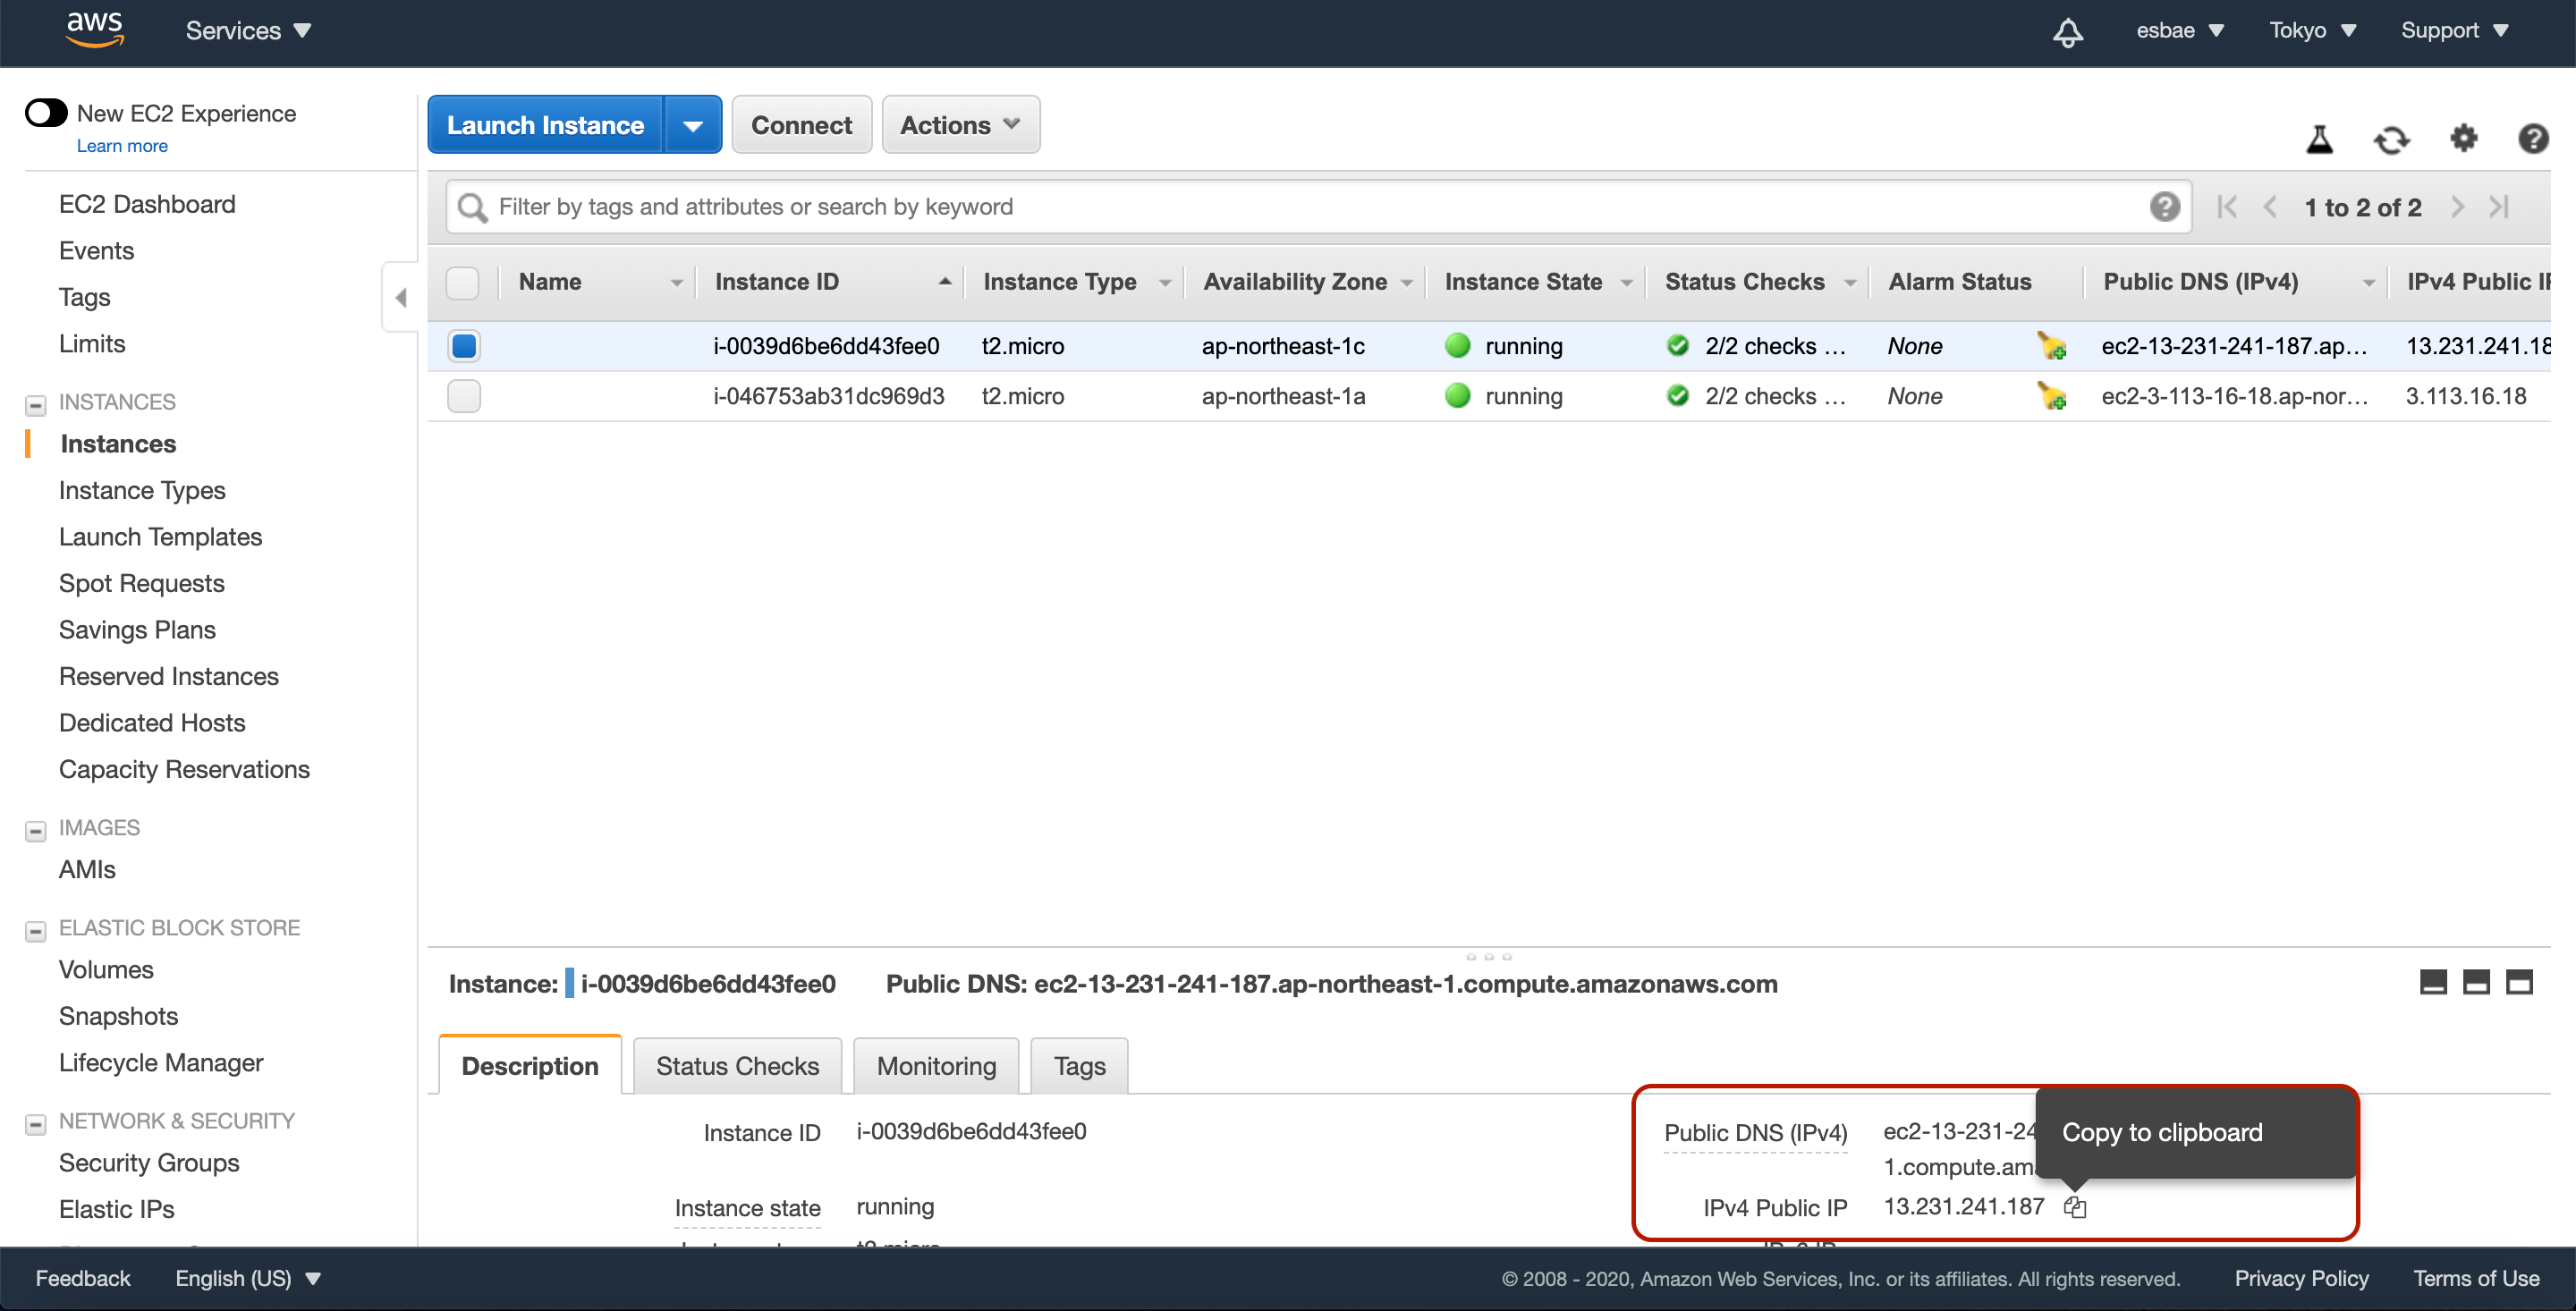 aws Services esbae Tokyo Support
New EC2 Experience
Learn more
EC2 Dashboard
Events
Tags
Limits
INSTANCES
Instances
Instance Types
Launch Templates
Spot Requests
Savings Plans
Reserved Instances
Dedicated Hosts
Capacity Reservations
IMAGES
AMIs
ELASTIC BLOCK STORE
Volumes
Snapshots
Lifecycle Manager
NETWORK & SECURITY
Security Groups
Elastic IPs
Launch Instance Connect Actions
Filter by tags and attributes or search by keyword 1 to 2 of 2
Name Instance ID Instance Type Availability Zone Instance State Status Checks Alarm Status Public DNS (IPv4) IPv4 Public IP
i-0039d6be6dd43fee0 t2.micro ap-northeast-1c running 2/2 checks ... None ec2-13-231-241-187.ap... 13.231.241.18
i-046753ab31dc969d3 t2.micro ap-northeast-1a running 2/2 checks ... None ec2-3-113-16-18.ap-nor... 3.113.16.18
Instance: i-0039d6be6dd43fee0 Public DNS: ec2-13-231-241-187.ap-northeast-1.compute.amazonaws.com
Description Status Checks Monitoring Tags
Instance ID i-0039d6be6dd43fee0 Public DNS (IPv4) ec2-13-231-24
Copy to clipboard
1.compute.ama
Instance state running IPv4 Public IP 13.231.241.187
t2.micro
Feedback English (US) © 2008 - 2020, Amazon Web Services, Inc. or its affiliates. All rights reserved. Privacy Policy Terms of Use